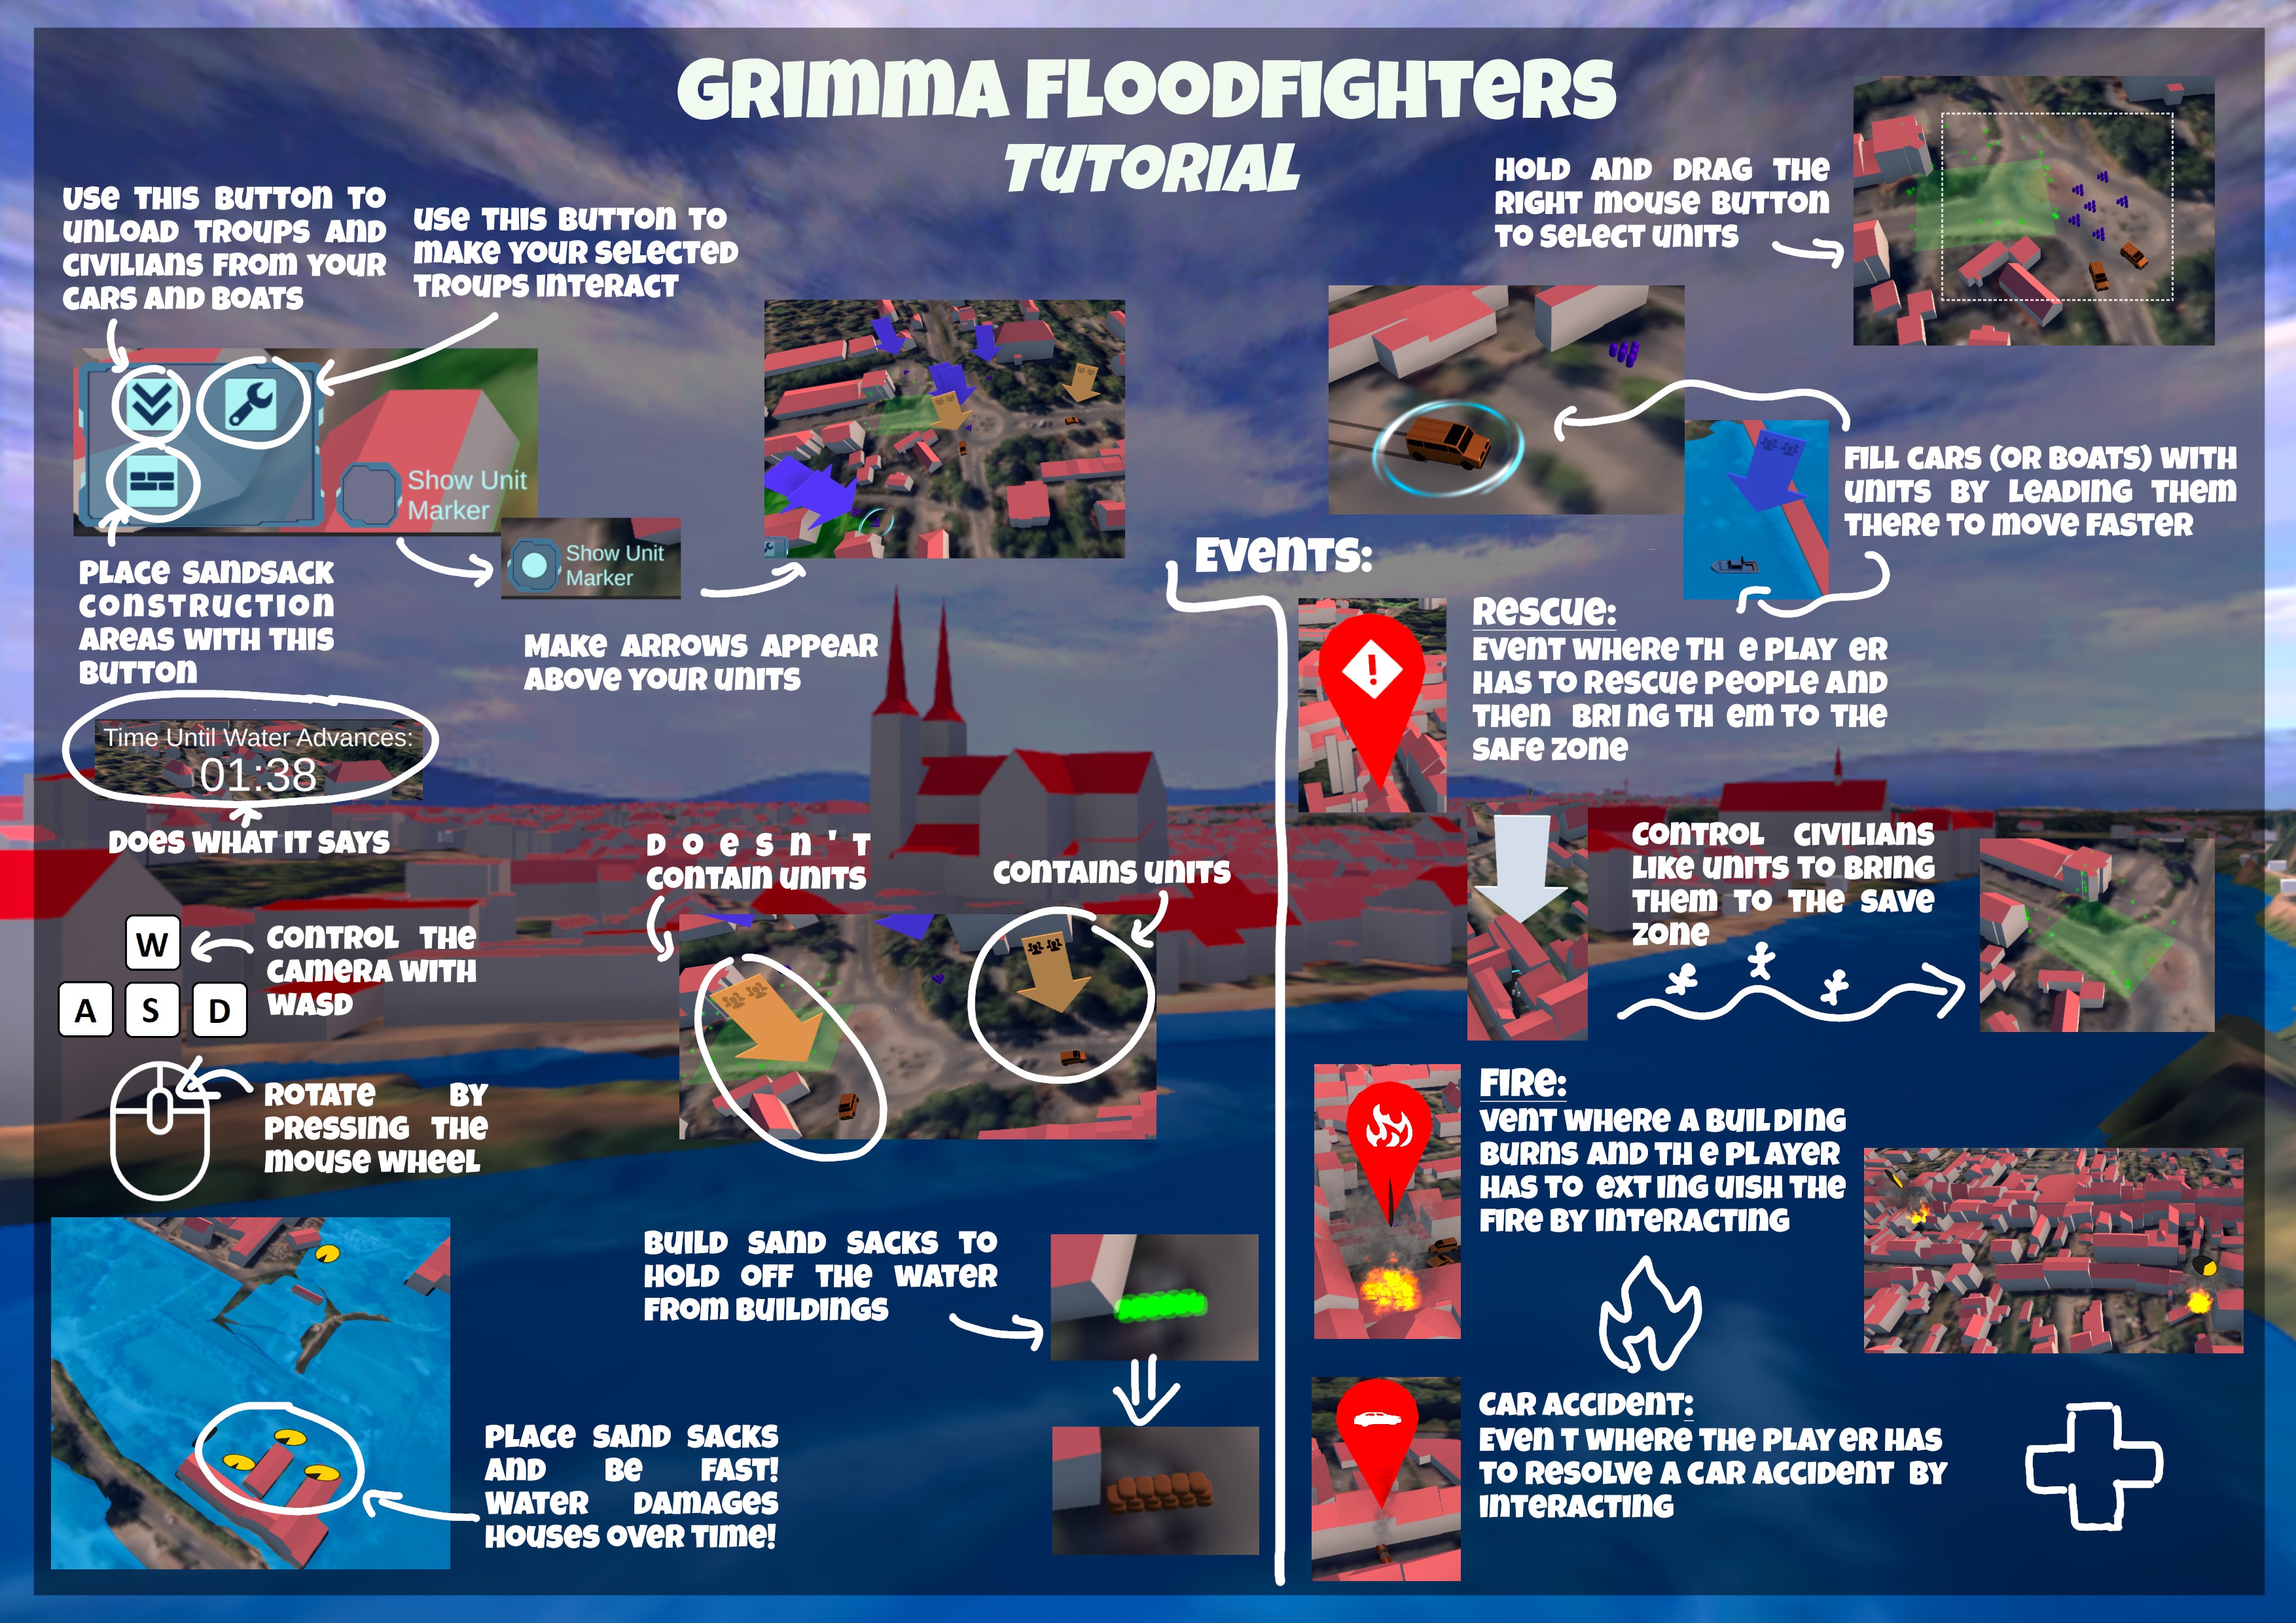 GRIMMA FLOODFIGHTERS
TUTORIAL
USE THIS BUTTON TO
UNLOAD TROUPS AND
CIVILIANS FROM YOUR
CARS AND BOATS
USE THIS BUTTON TO
MAKE YOUR SELECTED
TROUPS INTERACT
HOLD AND DRAG THE
RIGHT MOUSE BUTTON
TO SELECT UNITS
Show Unit
Marker
Show Unit
Marker
PLACE SANDSACK
CONSTRUCTION
AREAS WITH THIS
BUTTON
MAKE ARROWS APPEAR
ABOVE YOUR UNITS
FILL CARS (OR BOATS) WITH
UNITS BY LEADING THEM
THERE TO MOVE FASTER
Time Until Water Advances:
01:38
DOES WHAT IT SAYS
W
A S D
CONTROL THE
CAMERA WITH
WASD
ROTATE BY
PRESSING THE
MOUSE WHEEL
DOESN'T
CONTAIN UNITS
CONTAINS UNITS
BUILD SAND SACKS TO
HOLD OFF THE WATER
FROM BUILDINGS
PLACE SAND SACKS
AND BE FAST!
WATER DAMAGES
HOUSES OVER TIME!
EVENTS:
RESCUE:
EVENT WHERE TH E PLAY ER
HAS TO RESCUE PEOPLE AND
THEN BRI NG TH EM TO THE
SAFE ZONE
CONTROL CIVILIANS
LIKE UNITS TO BRING
THEM TO THE SAVE
ZONE
FIRE:
VENT WHERE A BUIL DING
BURNS AND TH E PL AYER
HAS TO EXT ING UISH THE
FIRE BY INTERACTING
CAR ACCIDENT:
EVEN T WHERE THE PLAY ER HAS
TO RESOLVE A CAR ACCIDENT BY
INTERACTING